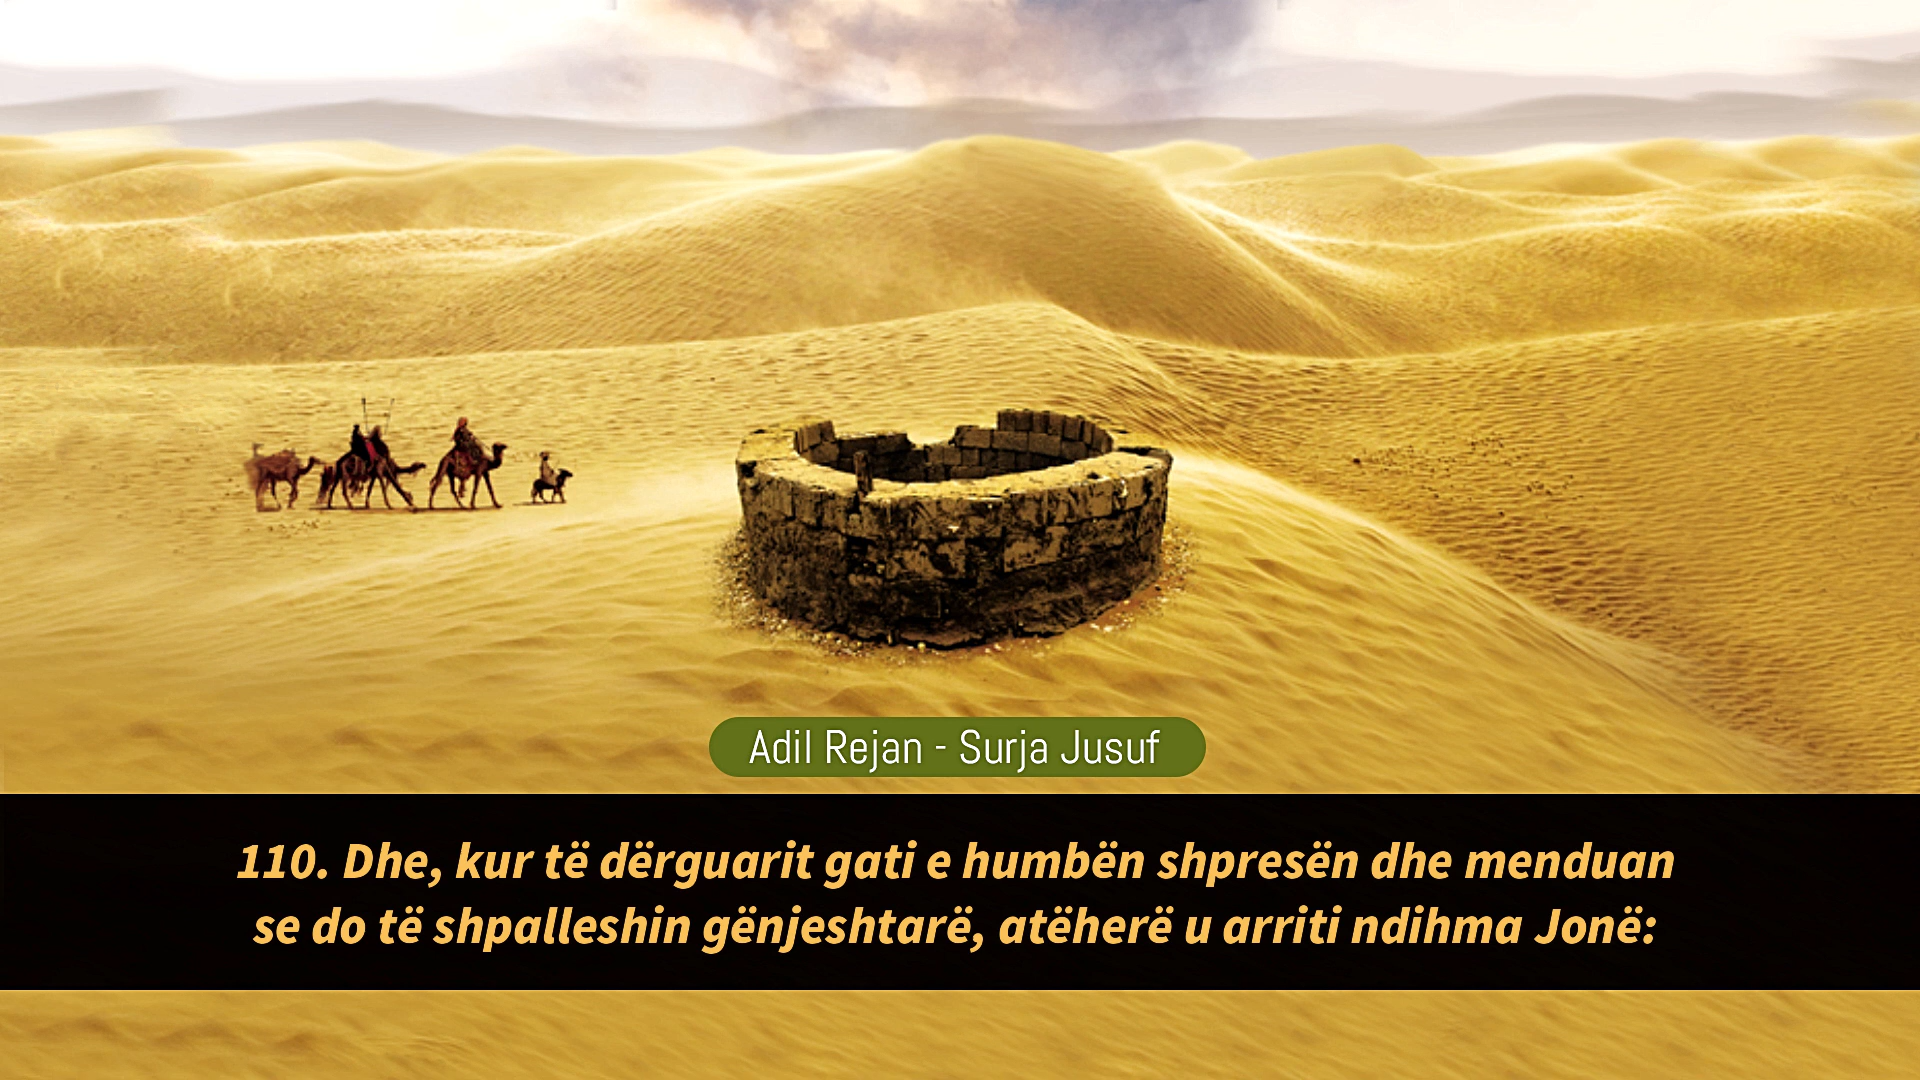 Adil Rejan - Surja Jusuf
110. Dhe, kur të dërguarit gati e humbën shpresën dhe menduan
se do të shpalleshin gënjeshtarë, atëherë u arriti ndihma Jonë: